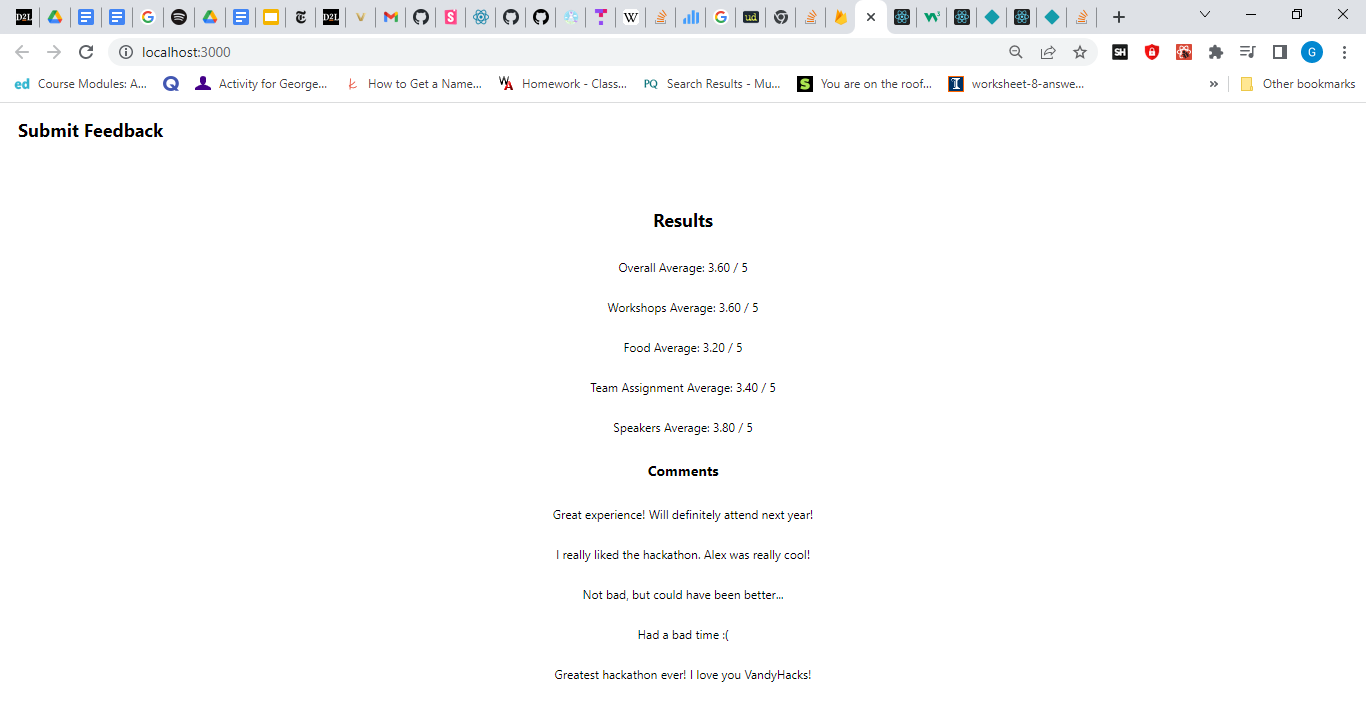 localhost:3000
SH
G
ed Course Modules: A...
Q
Activity for George...
How to Get a Name...
Homework - Class...
PQ Search Results - Mu...
S You are on the roof...
I worksheet-8-answe...
»
Other bookmarks
Submit Feedback
Results
Overall Average: 3.60 / 5
Workshops Average: 3.60 / 5
Food Average: 3.20 / 5
Team Assignment Average: 3.40 / 5
Speakers Average: 3.80 / 5
Comments
Great experience! Will definitely attend next year!
I really liked the hackathon. Alex was really cool!
Not bad, but could have been better...
Had a bad time :(
Greatest hackathon ever! I love you VandyHacks!